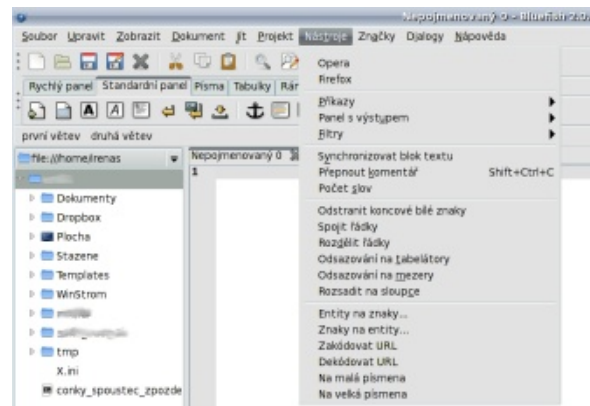 Nepojmenovaný 0 - Bluefish 2.0.
Soubor Upravit Zobrazit Dokument Jít Projekt Nástroje Značky Dialogy Nápověda
Rychlý panel Standardní panel Písma Tabulky Rám
první větev druhá větev
file:///home/irenas
Nepojmenovaný 0
1
Dokumenty
Dropbox
Plocha
Stazene
Templates
WinStrom
tmp
X.ini
conky_spoustec_zpozde
Opera
Firefox
Příkazy
Panel s výstupem
Filtry
Synchronizovat blok textu
Přepnout komentář Shift+Ctrl+C
Počet slov
Odstranit koncové bílé znaky
Spojit řádky
Rozdělit řádky
Odsazování na tabelátory
Odsazování na mezery
Rozsadit na sloupce
Entity na znaky...
Znaky na entity...
Zakódovat URL
Dekódovat URL
Na malá písmena
Na velká písmena